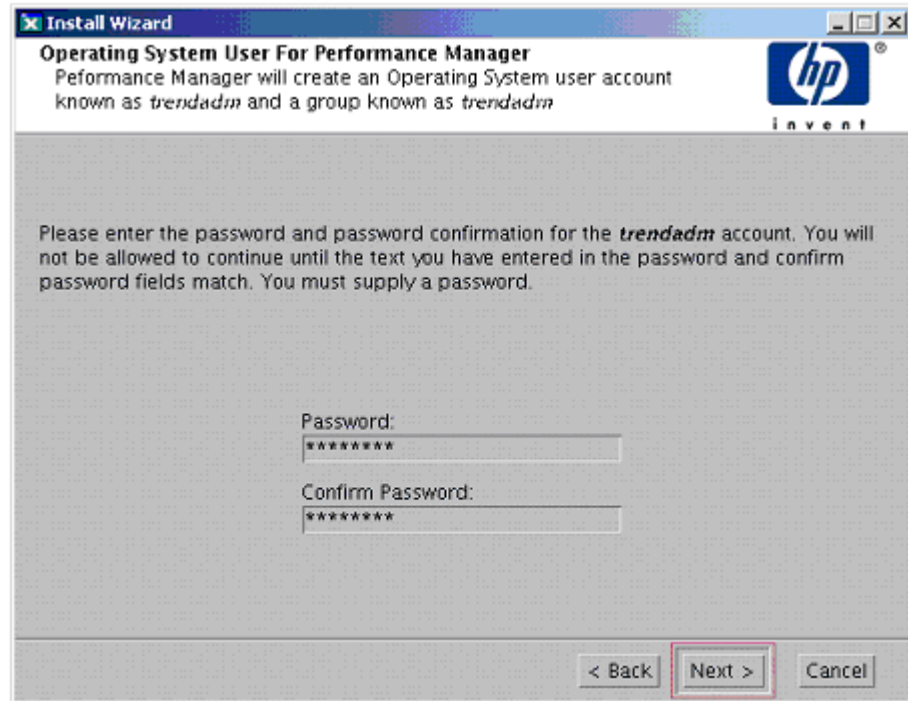 Install Wizard
Operating System User For Performance Manager
Peformance Manager will create an Operating System user account
known as trendadm and a group known as trendadm
hp
®
invent
Please enter the password and password confirmation for the trendadm account. You will
not be allowed to continue until the text you have entered in the password and confirm
password fields match. You must supply a password.
Password:
********
Confirm Password:
********
< Back Next > Cancel